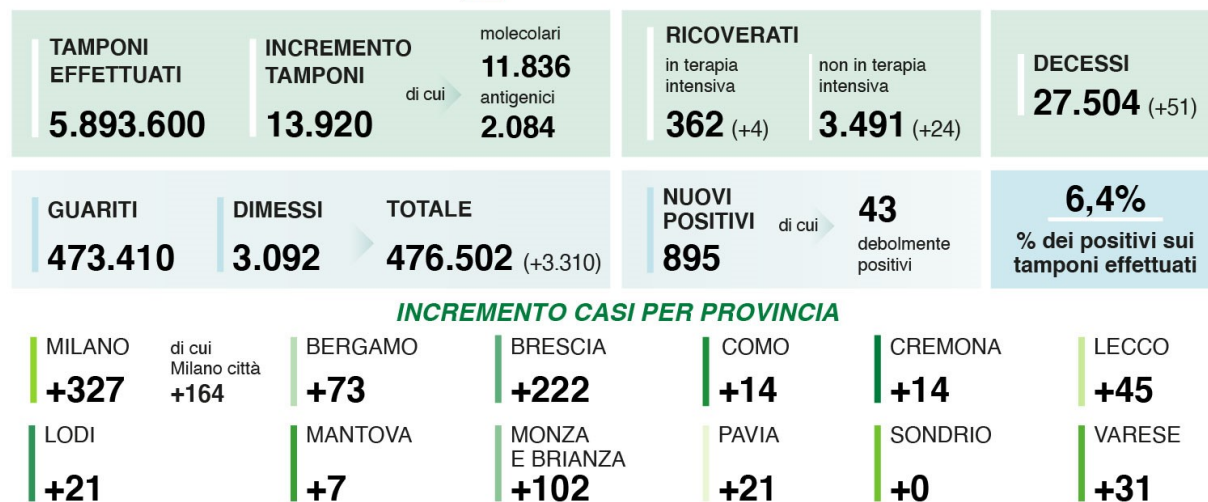 TAMPONI
EFFETTUATI
5.893.600
INCREMENTO
TAMPONI
13.920
di cui
molecolari
11.836
antigenici
2.084
RICOVERATI
in terapia
intensiva
362 (+4)
non in terapia
intensiva
3.491 (+24)
DECESSI
27.504 (+51)
GUARITI
473.410
DIMESSI
3.092
TOTALE
476.502 (+3.310)
NUOVI
POSITIVI
895
di cui
43
debolmente
positivi
6,4%
% dei positivi sui
tamponi effettuati
INCREMENTO CASI PER PROVINCIA
MILANO
+327
di cui
Milano città
+164
BERGAMO
+73
BRESCIA
+222
COMO
+14
CREMONA
+14
LECCO
+45
LODI
+21
MANTOVA
+7
MONZA
E BRIANZA
+102
PAVIA
+21
SONDRIO
+0
VARESE
+31